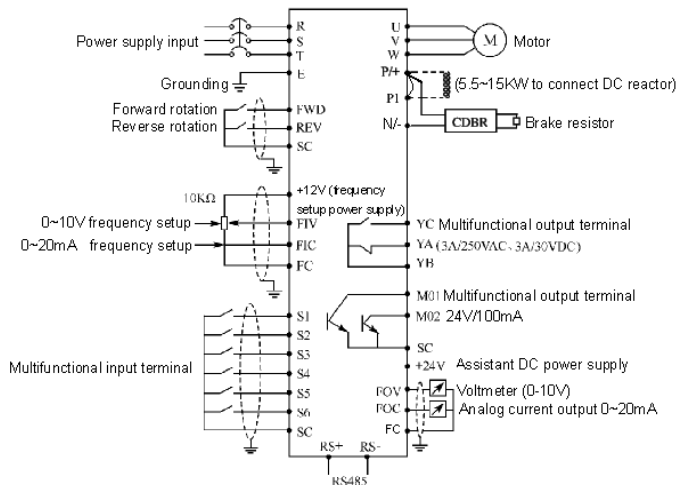 R
S
T
Power supply input
E
Grounding
Forward rotation
FWD
Reverse rotation
REV
SC
10KΩ
+12V (frequency
setup power supply)
0~10V frequency setup
FIV
0~20mA frequency setup
FIC
FC
S1
S2
S3
Multifunctional input terminal
S4
S5
S6
SC
RS+ RS-
RS485
U
V
W
M
Motor
P/+
(5.5~15KW to connect DC reactor)
P1
N/-
CDBR
Brake resistor
YC Multifunctional output terminal
YA (3A/250VAC、3A/30VDC)
YB
M01 Multifunctional output terminal
M02 24V/100mA
SC
+24V Assistant DC power supply
FOV Voltmeter (0-10V)
FOC Analog current output 0~20mA
FC